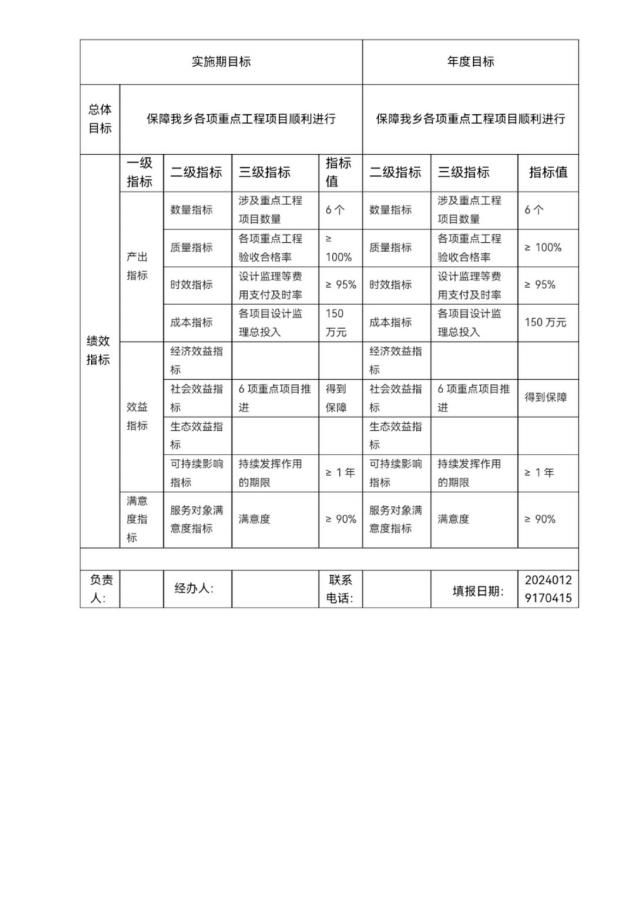 实施期目标 年度目标
总体
目标
保障我乡各项重点工程项目顺利进行 保障我乡各项重点工程项目顺利进行
绩效
指标
一级
指标
二级指标 三级指标
指标
值
二级指标 三级指标 指标值
产出
指标
数量指标
涉及重点工程
项目数量
6个
数量指标
涉及重点工程
项目数量
6个
质量指标
各项重点工程
验收合格率
≥
100%
质量指标
各项重点工程
验收合格率
≥ 100%
时效指标
设计监理等费
用支付及时率
≥ 95%
时效指标
设计监理等费
用支付及时率
≥ 95%
成本指标
各项目设计监
理总投入
150
万元
成本指标
各项目设计监
理总投入
150万元
效益
指标
经济效益指
标
经济效益指
标
社会效益指
标
6项重点项目推
进
得到
保障
社会效益指
标
6项重点项目推
进
得到保障
生态效益指
标
生态效益指
标
可持续影响
指标
持续发挥作用
的期限
≥ 1年
可持续影响
指标
持续发挥作用
的期限
≥ 1年
满意
度指
标
服务对象满
意度指标
满意度
≥ 90%
服务对象满
意度指标
满意度
≥ 90%
负责
人：
经办人：
联系
电话：
填报日期：
2024012
9170415